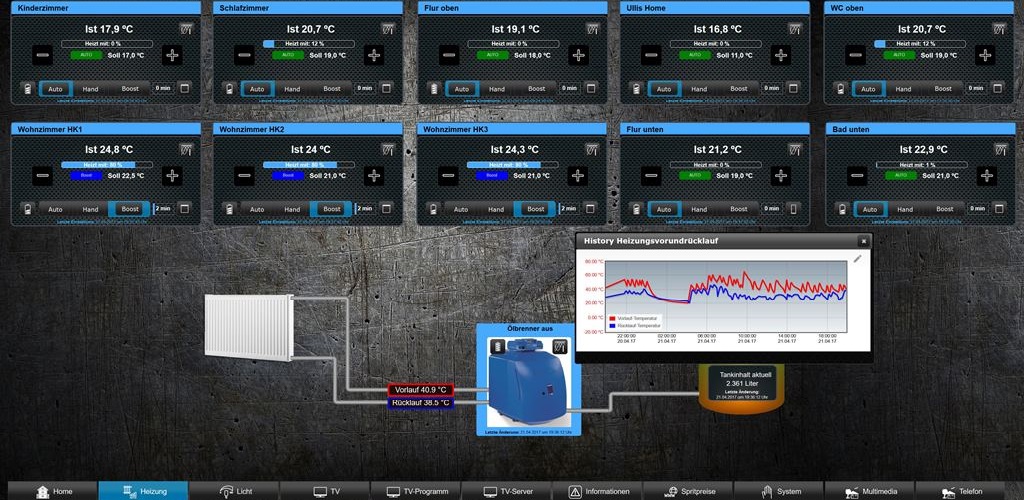 Kinderzimmer
Ist 17,9 °C
Heizt mit: 0 %
AUTO Soll 17,0 °C
Auto Hand Boost 0 min
Schlafzimmer
Ist 20,7 °C
Heizt mit: 12 %
AUTO Soll 19,0 °C
Auto Hand Boost 0 min
Flur oben
Ist 19,1 °C
Heizt mit: 0 %
AUTO Soll 18,0 °C
Auto Hand Boost 0 min
Ullis Home
Ist 16,8 °C
Heizt mit: 0 %
AUTO Soll 11,0 °C
Auto Hand Boost 0 min
WC oben
Ist 20,7 °C
Heizt mit: 12 %
AUTO Soll 19,0 °C
Auto Hand Boost 0 min
Wohnzimmer HK1
Ist 24,8 °C
Heizt mit: 80 %
Boost Soll 22,5 °C
Auto Hand Boost 2 min
Wohnzimmer HK2
Ist 24 °C
Heizt mit: 80 %
Boost Soll 21,0 °C
Auto Hand Boost 2 min
Wohnzimmer HK3
Ist 24,3 °C
Heizt mit: 80 %
Boost Soll 21,0 °C
Auto Hand Boost 2 min
Flur unten
Ist 21,2 °C
Heizt mit: 0 %
AUTO Soll 19,0 °C
Auto Hand Boost 0 min
Bad unten
Ist 22,9 °C
Heizt mit: 1 %
AUTO Soll 21,0 °C
Auto Hand Boost 0 min
History Heizungsvorundrücklauf
80.00 °C
60.00 °C
40.00 °C
20.00 °C
0.00 °C
-20.00 °C
Vorlauf-Temperatur
Rücklauf-Temperatur
22:00:00 02:00:00 06:00:00 10:00:00 14:00:00 18:00:00
20.04.17 21.04.17 21.04.17 21.04.17 21.04.17 21.04.17
Ölbrenner aus
Vorlauf 40.9 °C
Rücklauf 38.5 °C
Letzte Änderung: 21.04.2017 um 19:36:12 Uhr
Tankinhalt aktuell
2.361 Liter
Letzte Änderung:
21.04.2017 um 19:36:12 Uhr
Home Heizung Licht TV TV-Programm TV-Server Informationen Spritpreise System Multimedia Telefon